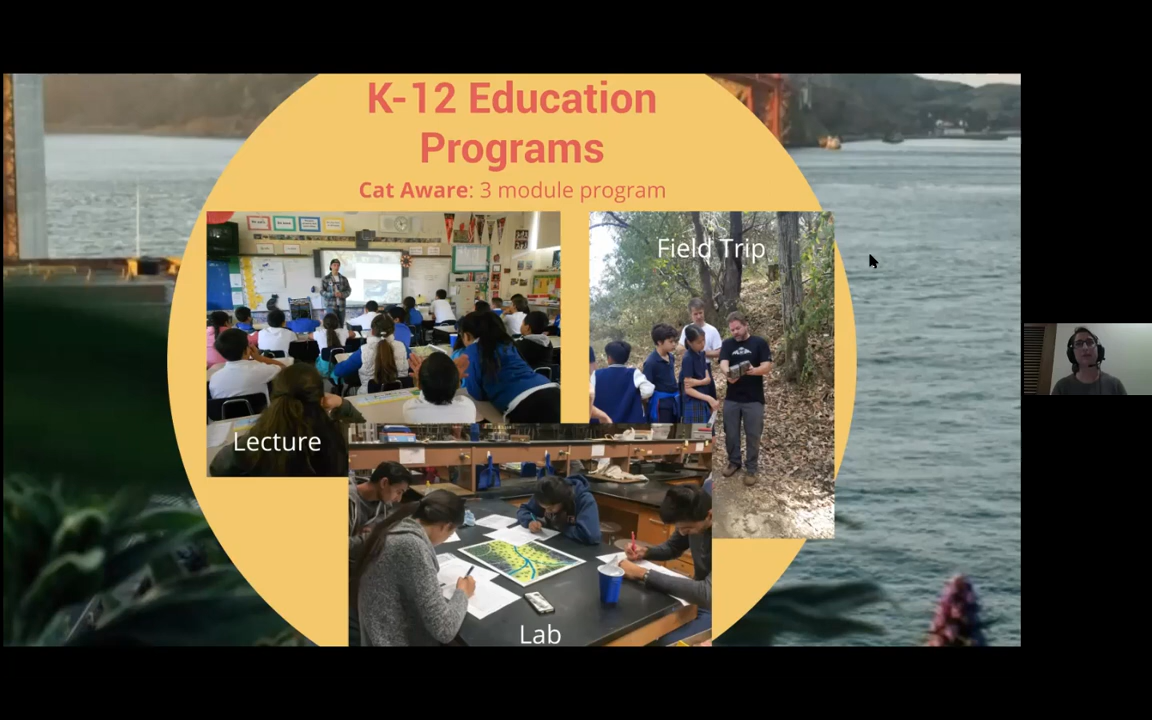 K-12 Education
Programs
Cat Aware: 3 module program
Field Trip
Lecture
Lab